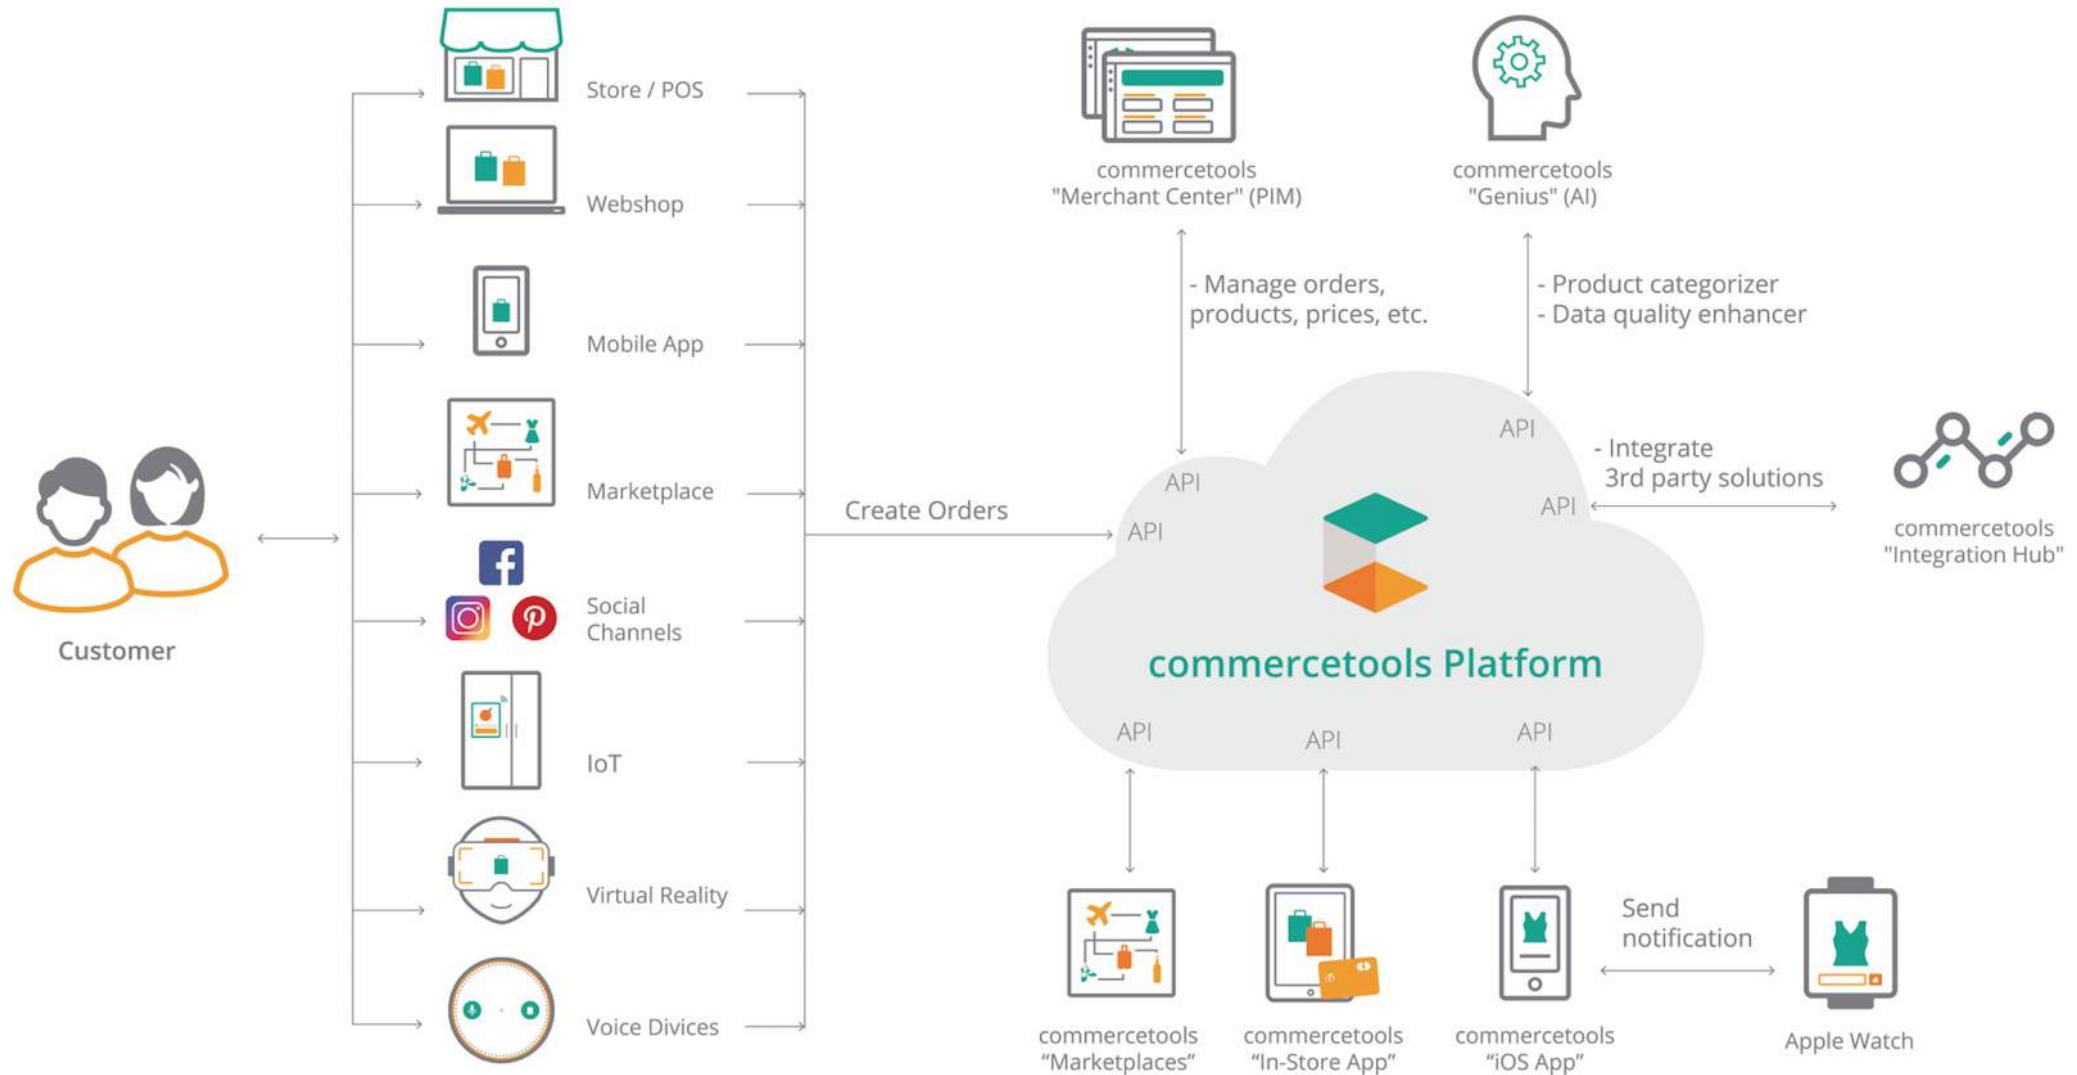 Store / POS
Webshop
Mobile App
Marketplace
Social
Channels
IoT
Virtual Reality
Voice Divices
Customer
Create Orders
commercetools
"Merchant Center" (PIM)
- Manage orders,
products, prices, etc.
commercetools
"Genius" (AI)
- Product categorizer
- Data quality enhancer
API
API
API
API
- Integrate
3rd party solutions
commercetools
"Integration Hub"
commercetools Platform
API
API
API
commercetools
“Marketplaces”
commercetools
“In-Store App”
commercetools
“iOS App”
Send
notification
Apple Watch